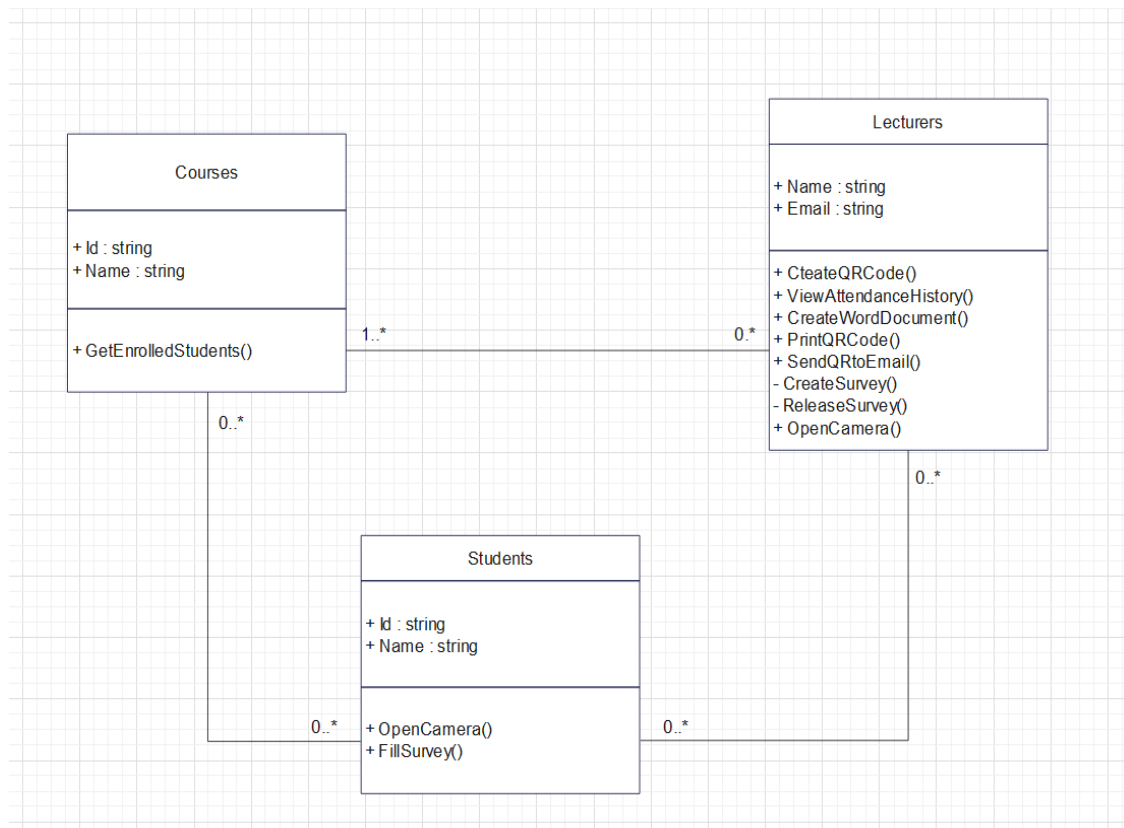 Courses
+ Id : string
+ Name : string
+ GetEnrolledStudents()
Lecturers
+ Name : string
+ Email : string
+ CteateQRCode()
+ ViewAttendanceHistory()
+ CreateWordDocument()
+ PrintQRCode()
+ SendQRtoEmail()
- CreateSurvey()
- ReleaseSurvey()
+ OpenCamera()
1..*
0.*
0..*
0..*
Students
+ Id : string
+ Name : string
+ OpenCamera()
+ FillSurvey()
0..*
0..*